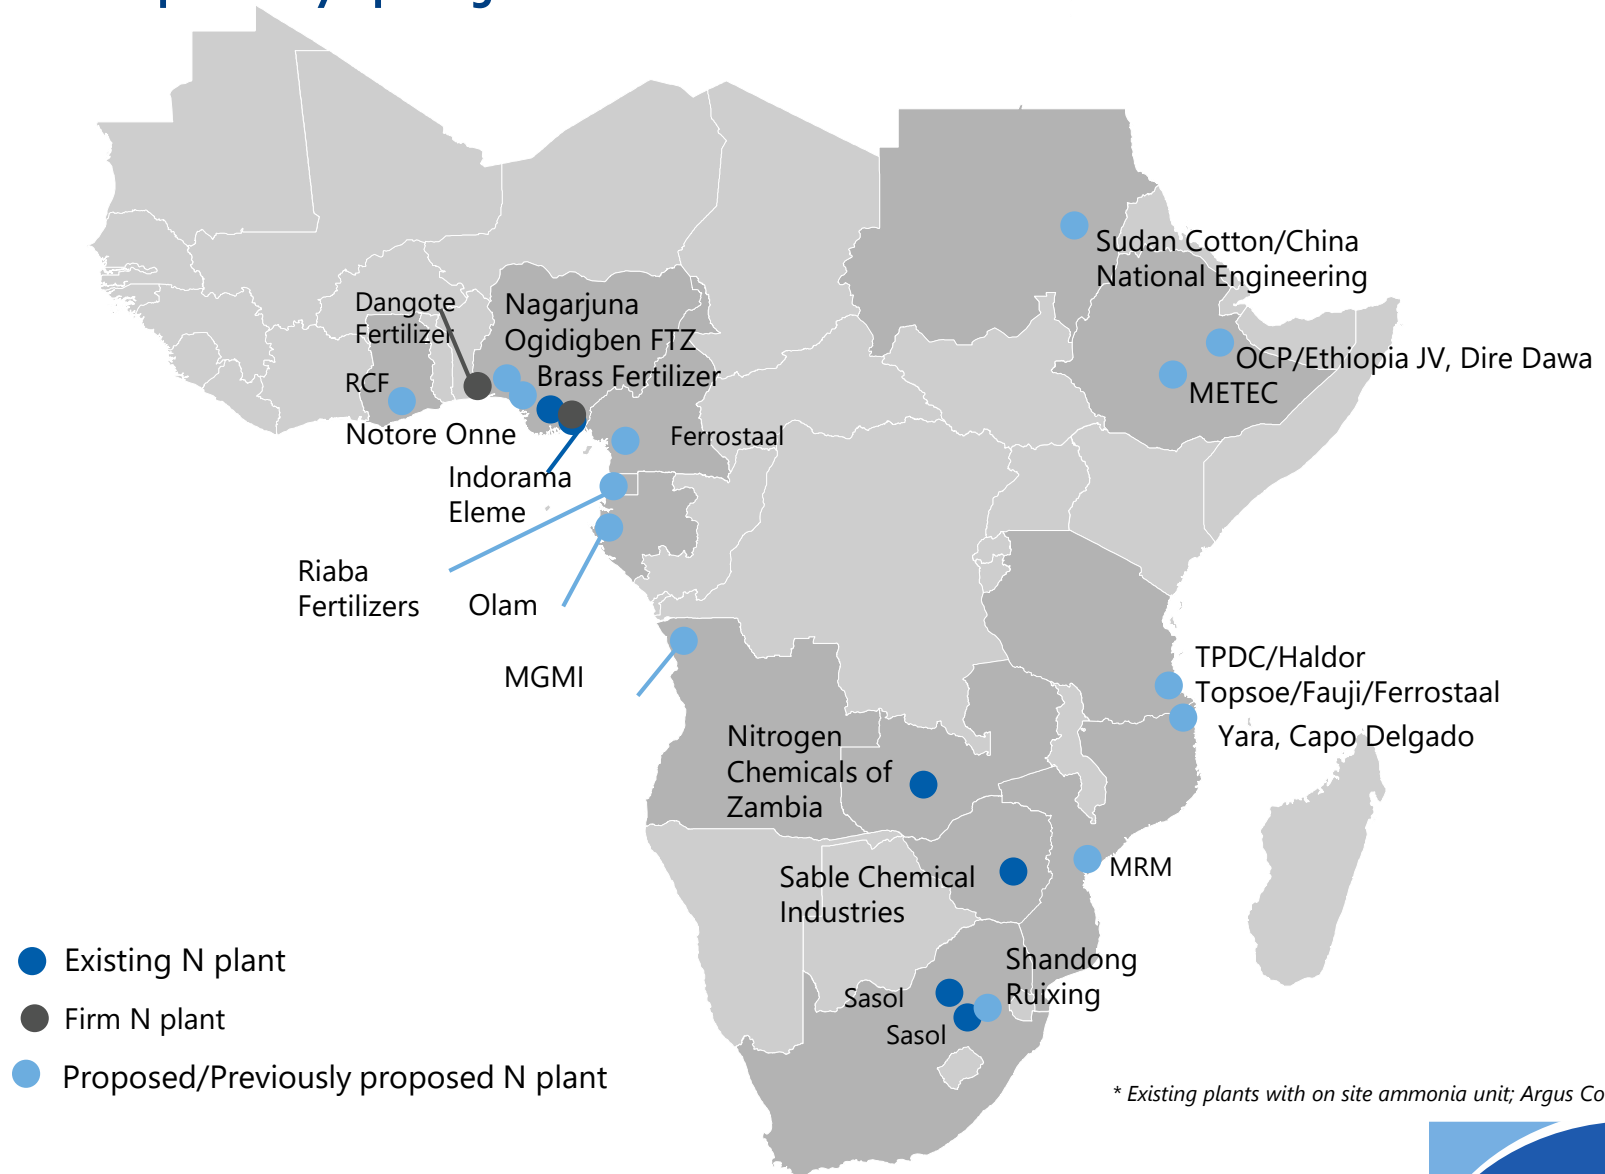 Dangote
Fertilizer
Nagarjuna
Ogidigben FTZ
Brass Fertilizer
RCF
Notore Onne
Indorama
Eleme
Ferrostaal
Riaba
Fertilizers
Olam
MGMI
Sudan Cotton/China
National Engineering
OCP/Ethiopia JV, Dire Dawa
METEC
TPDC/Haldor
Topsoe/Fauji/Ferrostaal
Yara, Capo Delgado
Nitrogen
Chemicals of
Zambia
MRM
Sable Chemical
Industries
Shandong
Ruixing
Sasol
Sasol
Existing N plant
Firm N plant
Proposed/Previously proposed N plant
* Existing plants with on site ammonia unit; Argus Co